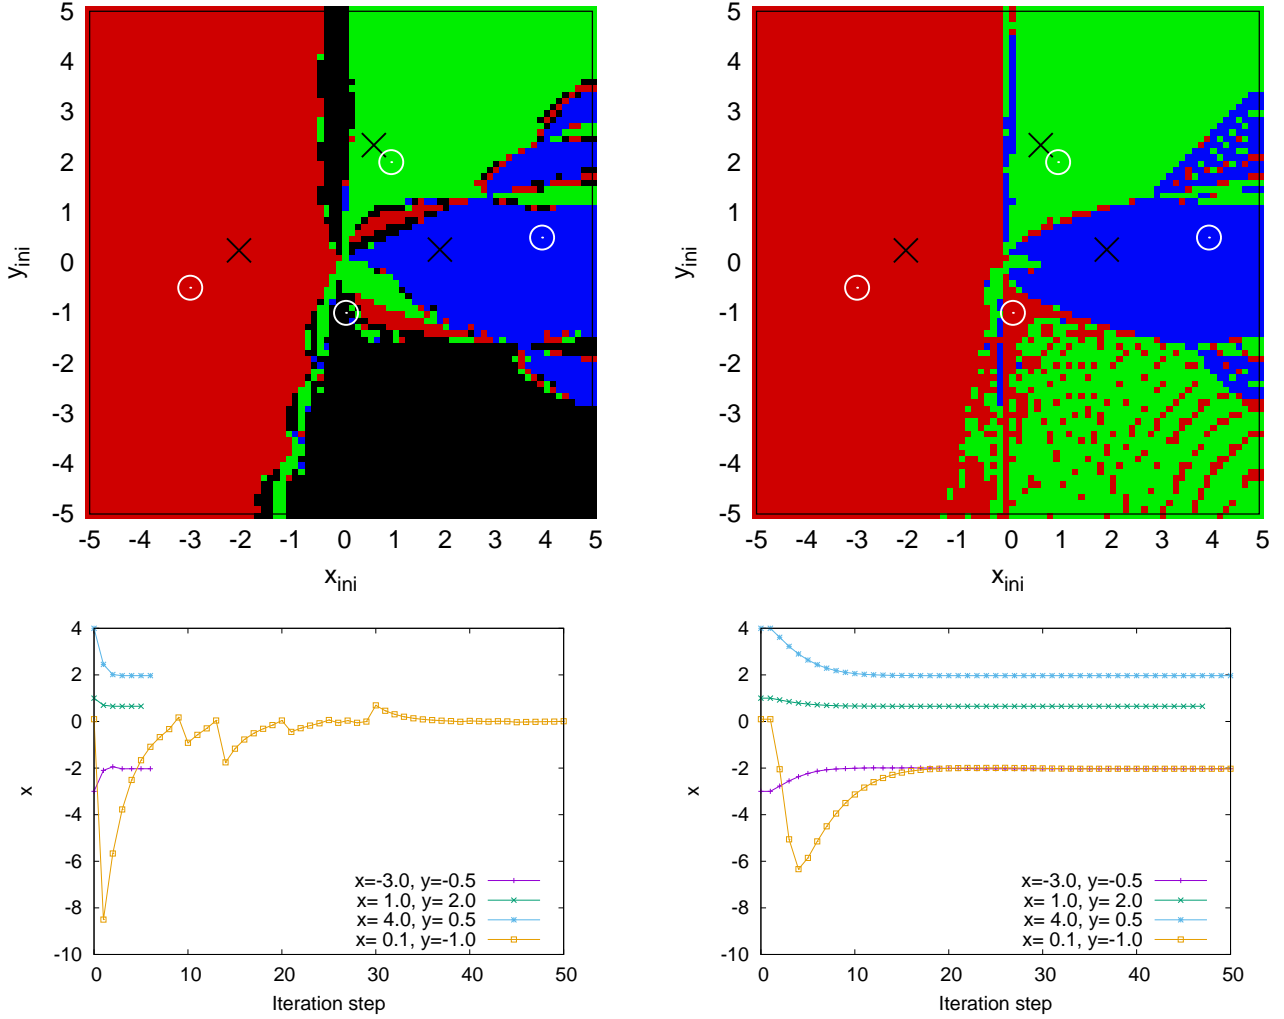 5
4
3
2
1
0
-1
-2
-3
-4
-5
y_ini
-5 -4 -3 -2 -1 0 1 2 3 4 5
x_ini
5
4
3
2
1
0
-1
-2
-3
-4
-5
y_ini
-5 -4 -3 -2 -1 0 1 2 3 4 5
x_ini
4
2
0
-2
-4
-6
-8
-10
x
x=-3.0, y=-0.5
x= 1.0, y= 2.0
x= 4.0, y= 0.5
x= 0.1, y=-1.0
0 10 20 30 40 50
Iteration step
4
2
0
-2
-4
-6
-8
-10
x
x=-3.0, y=-0.5
x= 1.0, y= 2.0
x= 4.0, y= 0.5
x= 0.1, y=-1.0
0 10 20 30 40 50
Iteration step